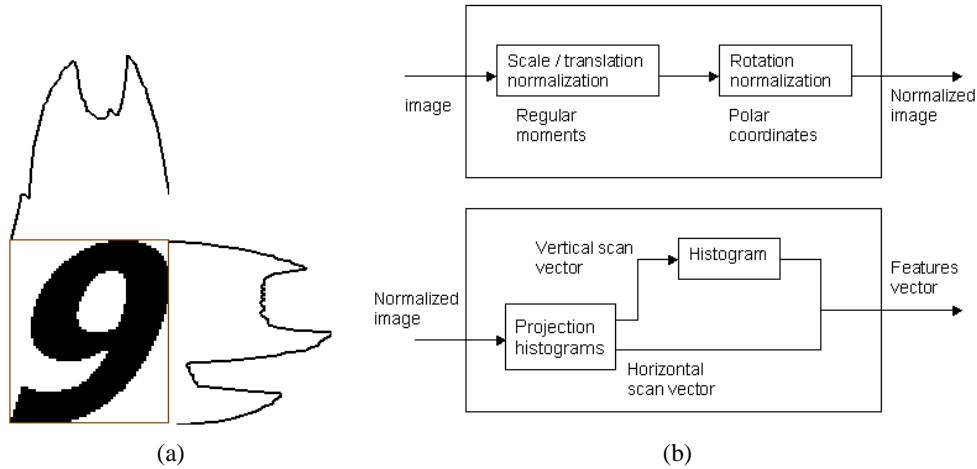 9
Scale / translation
normalization
Rotation
normalization
image
Regular
moments
Polar
coordinates
Normalized
image
Vertical scan
vector
Histogram
Features
vector
Normalized
image
Projection
histograms
Horizontal
scan vector
(a)
(b)